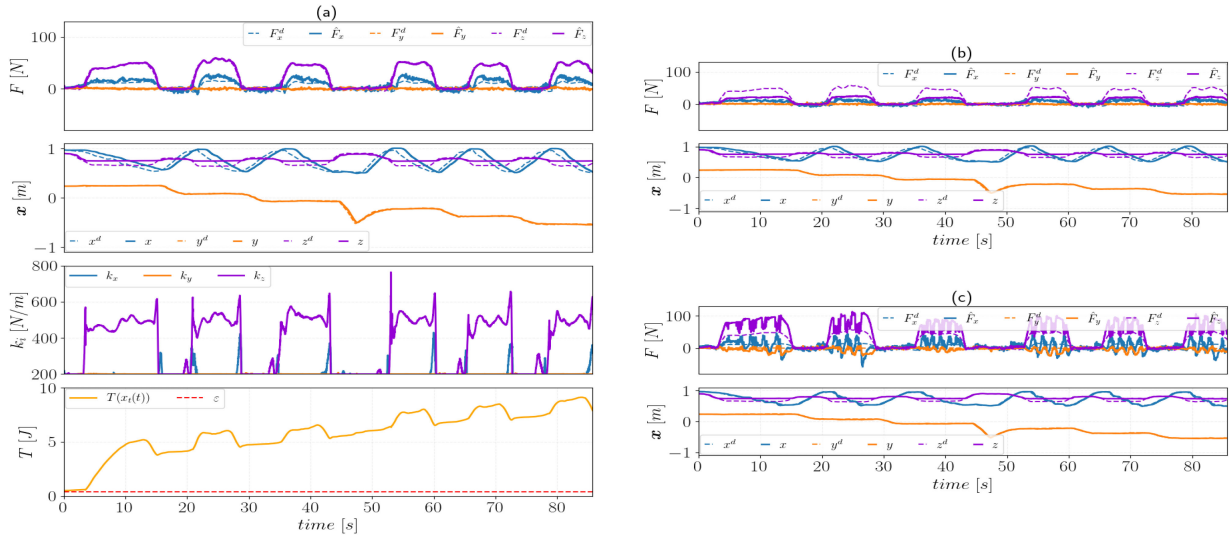 (a)
F_x^d F̂_x F_y^d F̂_y F_z^d F̂_z
F [N]
100
0
x [m]
1
0
−1
x^d x y^d y z^d z
k_i [N/m]
800
600
400
200
k_x k_y k_z
T [J]
10
5
0
T(x_t(t)) ε
0 10 20 30 40 50 60 70 80
time [s]
(b)
F_x^d F̂_x F_y^d F̂_y F_z^d F̂_z
F [N]
100
0
x [m]
1
0
−1
x^d x y^d y z^d z
0 10 20 30 40 50 60 70 80
time [s]
(c)
F_x^d F̂_x F_y^d F̂_y F_z^d F̂_z
F [N]
100
0
x [m]
1
0
−1
x^d x y^d y z^d z
0 10 20 30 40 50 60 70 80
time [s]